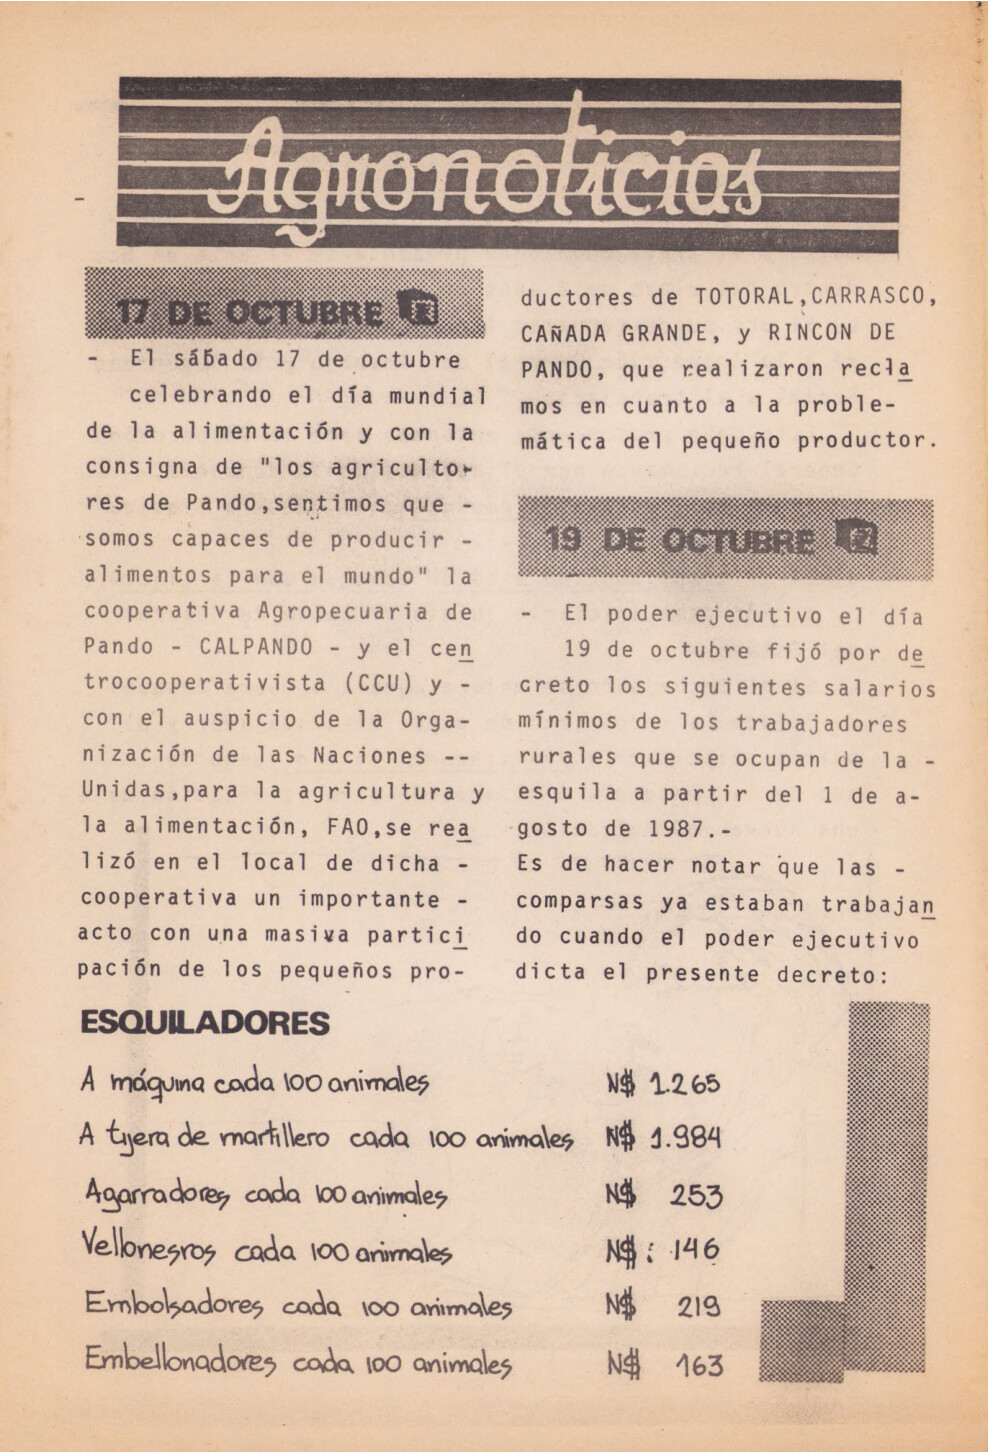 Agronoticias
17 DE OCTUBRE
- El sábado 17 de octubre
celebrando el día mundial
de la alimentación y con la
consigna de "los agriculto-
res de Pando,sentimos que -
somos capaces de producir -
alimentos para el mundo" la
cooperativa Agropecuaria de
Pando - CALPANDO - y el cen
trocooperativista (CCU) y -
con el auspicio de la Orga-
nización de las Naciones --
Unidas,para la agricultura y
la alimentación, FAO,se rea
lizó en el local de dicha -
cooperativa un importante -
acto con una masiva partici
pación de los pequeños pro-
ductores de TOTORAL,CARRASCO,
CAÑADA GRANDE, y RINCON DE
PANDO, que realizaron recla
mos en cuanto a la proble-
mática del pequeño productor.
19 DE OCTUBRE
- El poder ejecutivo el día
19 de octubre fijó por de
creto los siguientes salarios
mínimos de los trabajadores
rurales que se ocupan de la -
esquila a partir del 1 de a-
gosto de 1987.-
Es de hacer notar que las -
comparsas ya estaban trabajan
do cuando el poder ejecutivo
dicta el presente decreto:
ESQUILADORES
A máquina cada 100 animales N$ 1.265
A tijera de martillero cada 100 animales N$ 1.984
Agarradores cada 100 animales N$ 253
Velloneros cada 100 animales N$: 146
Embolsadores cada 100 animales N$ 219
Embellonadores cada 100 animales N$ 163